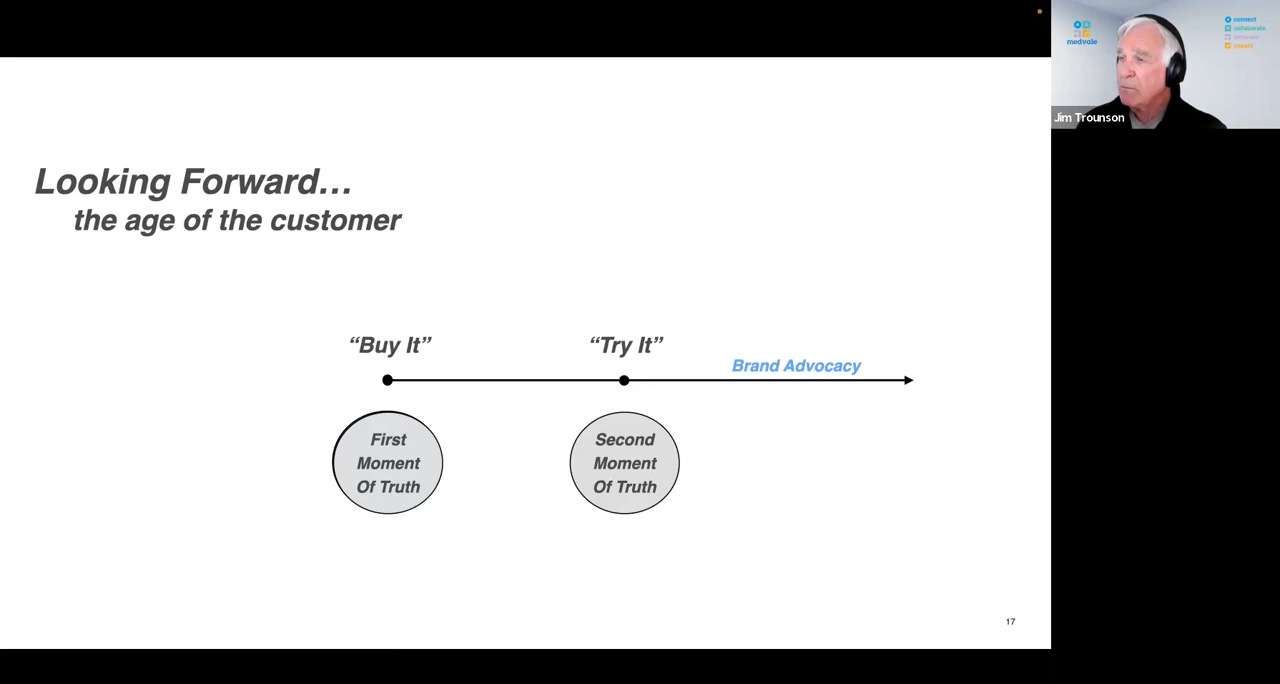 Looking Forward…
the age of the customer
“Buy It”
“Try It”
Brand Advocacy
First
Moment
Of Truth
Second
Moment
Of Truth
17
medvale
connect
collaborate
impact
Jim Trounson